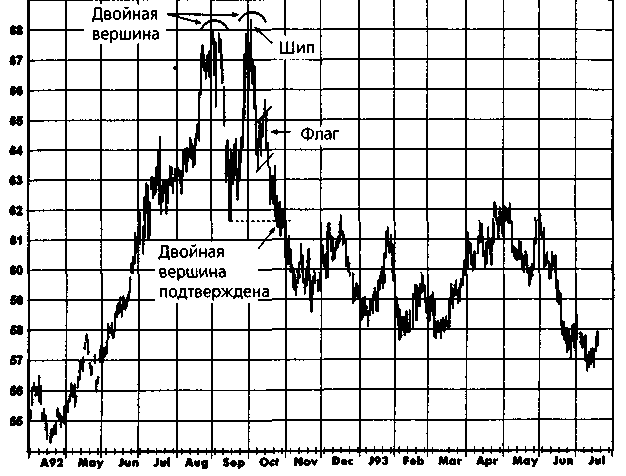 Двойная
вершина
Шип
Флаг
Двойная
вершина
подтверждена
68
67
66
65
64
63
62
61
60
59
58
57
56
55
A92 May Jun Jul Aug Sep Oct Nov Dec J93 Feb Mar Apr May Jun Jul